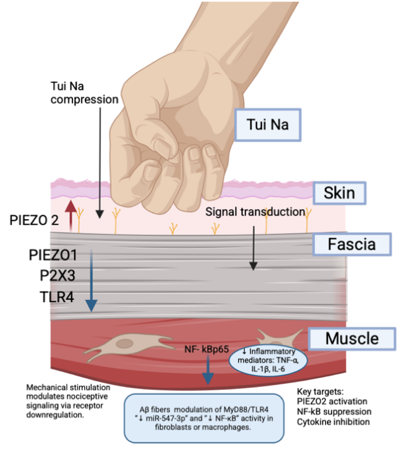 Tui Na
compression
Tui Na
Skin
PIEZO 2
Signal transduction
Fascia
PIEZO1
P2X3
TLR4
Muscle
NF- kBp65
↓ Inflammatory
mediators: TNF-α,
IL-1β, IL-6
Mechanical stimulation
modulates nociceptive
signaling via receptor
downregulation.
Aβ fibers modulation of MyD88/TLR4
"↓ miR-547-3p" and "↓ NF-κB" activity in
fibroblasts or macrophages.
Key targets:
PIEZO2 activation
NF-kB suppression
Cytokine inhibition